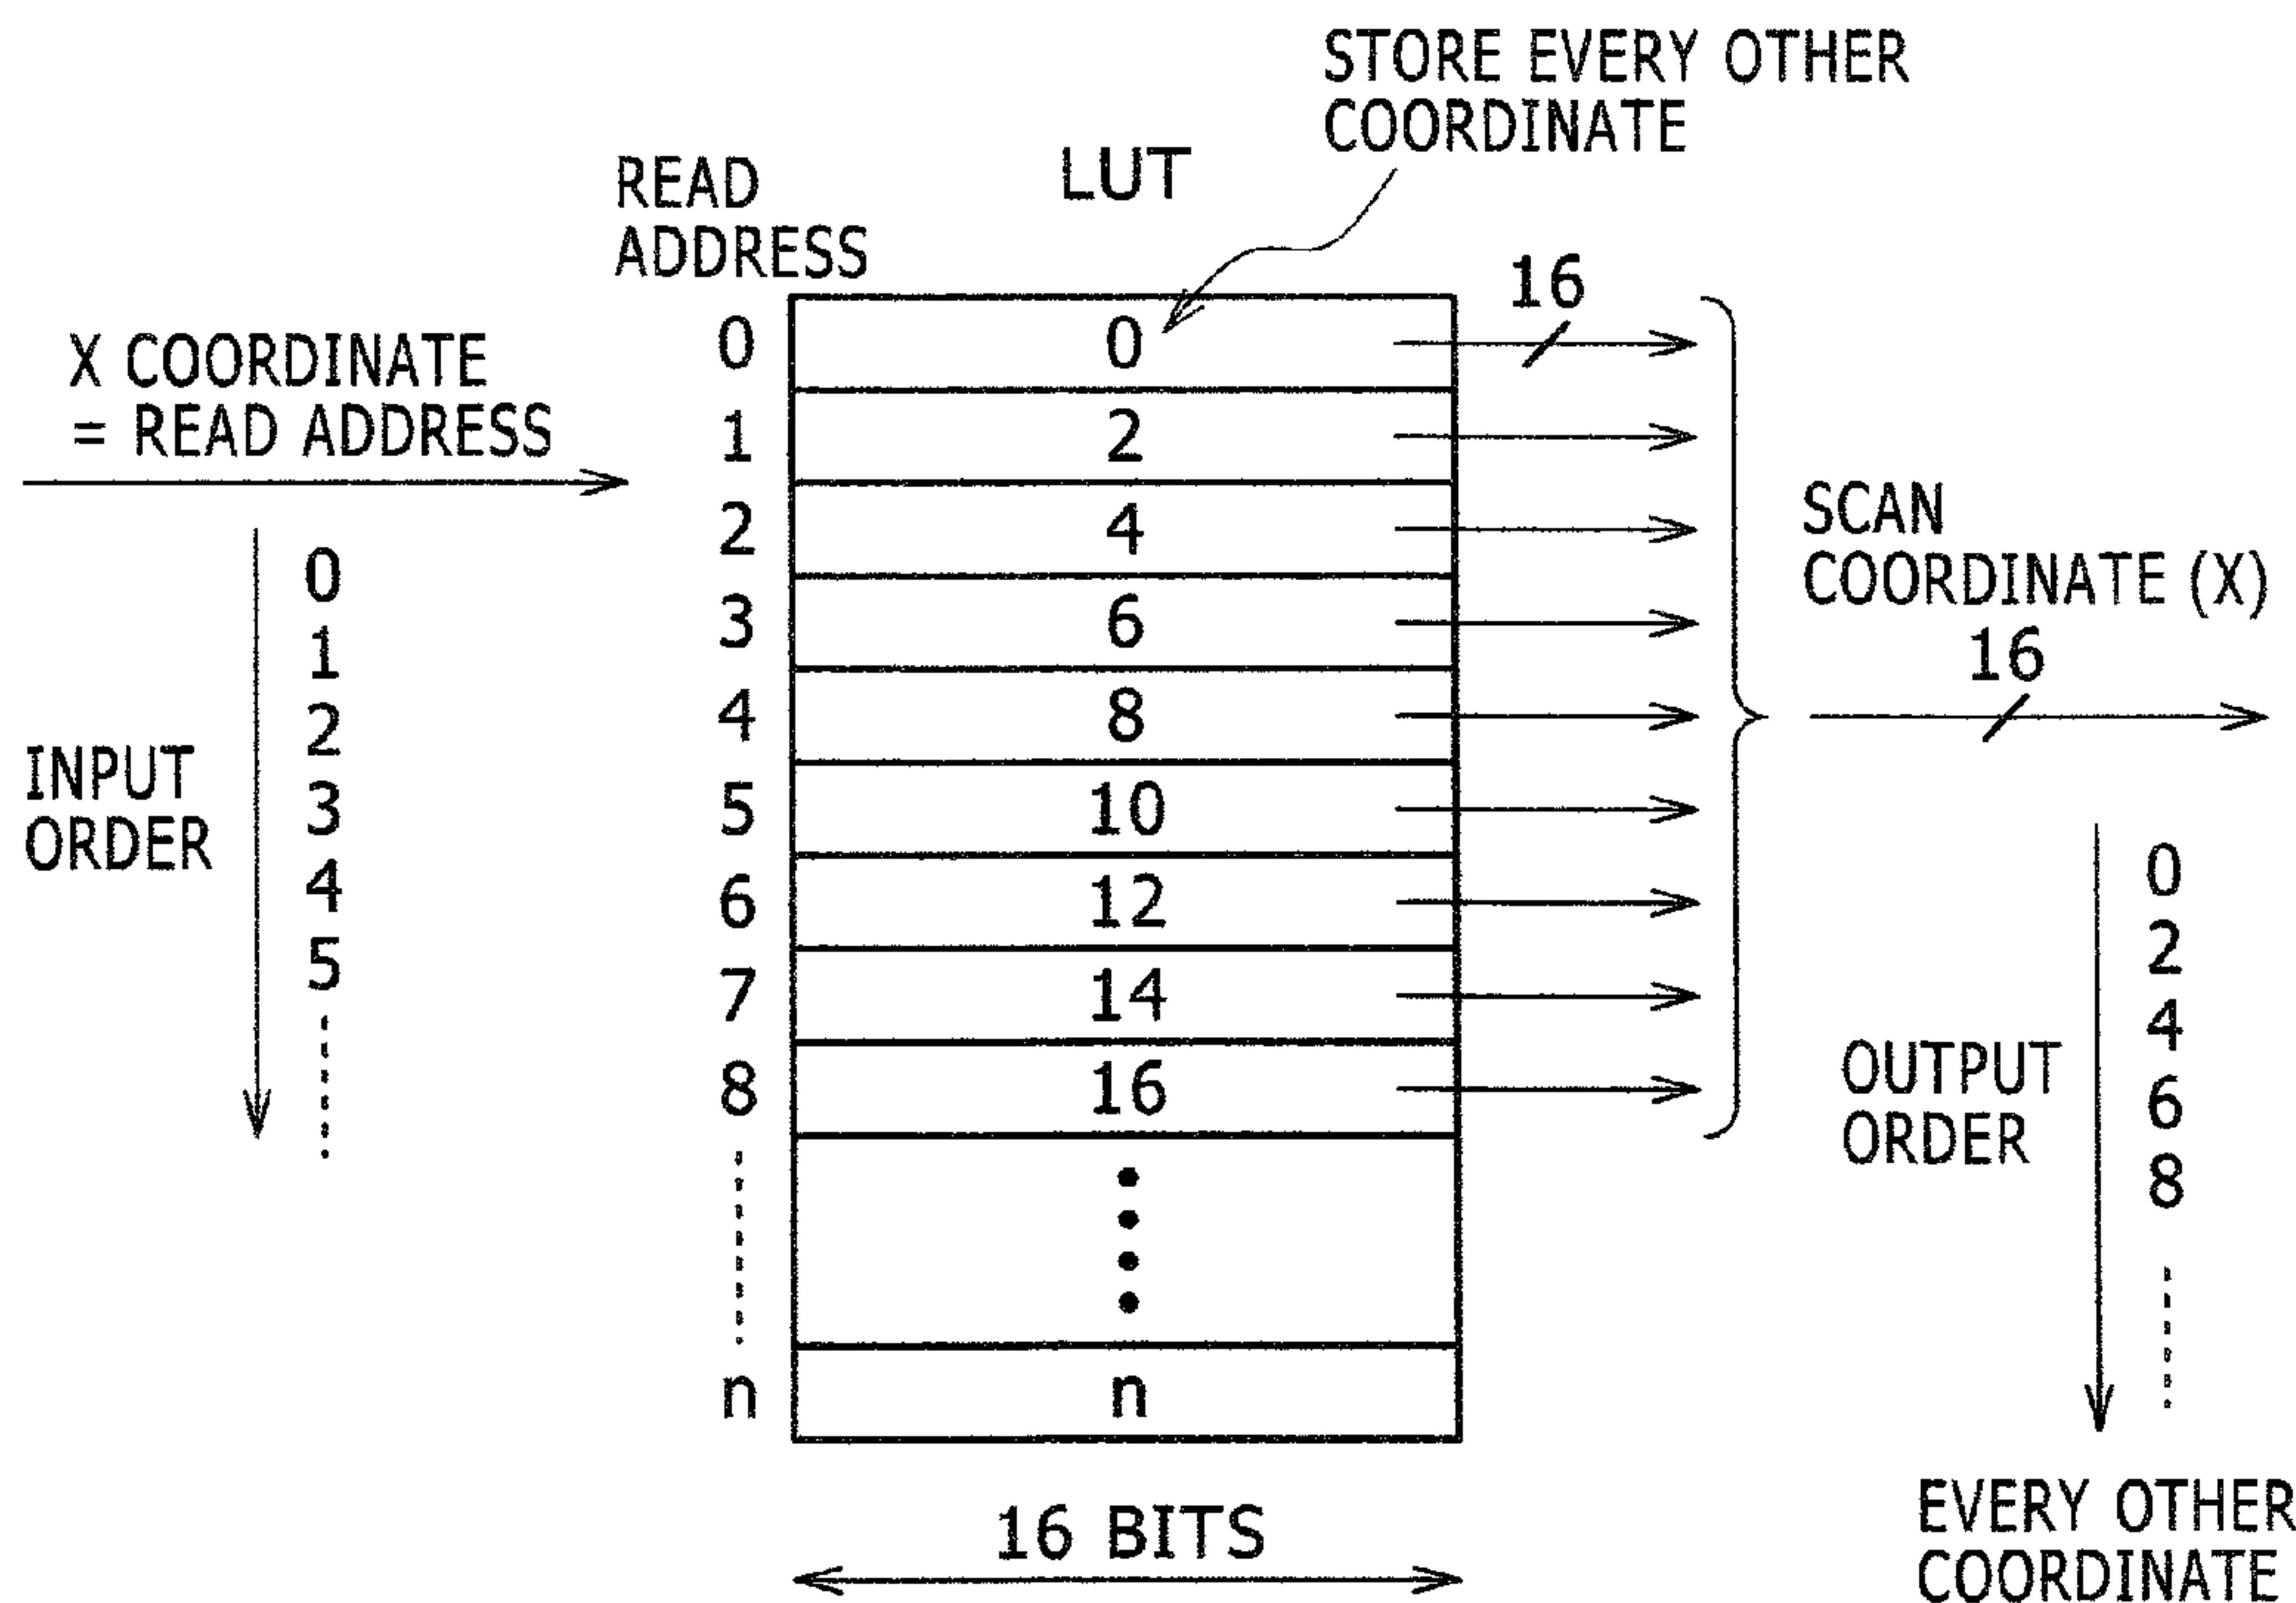 STORE EVERY OTHER
COORDINATE
READ
ADDRESS
LUT
16
X COORDINATE
= READ ADDRESS
0 0
1 2
2 4
3 6
4 8
5 10
6 12
7 14
8 16
n n
INPUT
ORDER
0
1
2
3
4
5
SCAN
COORDINATE (X)
16
OUTPUT
ORDER
0
2
4
6
8
16 BITS
EVERY OTHER
COORDINATE